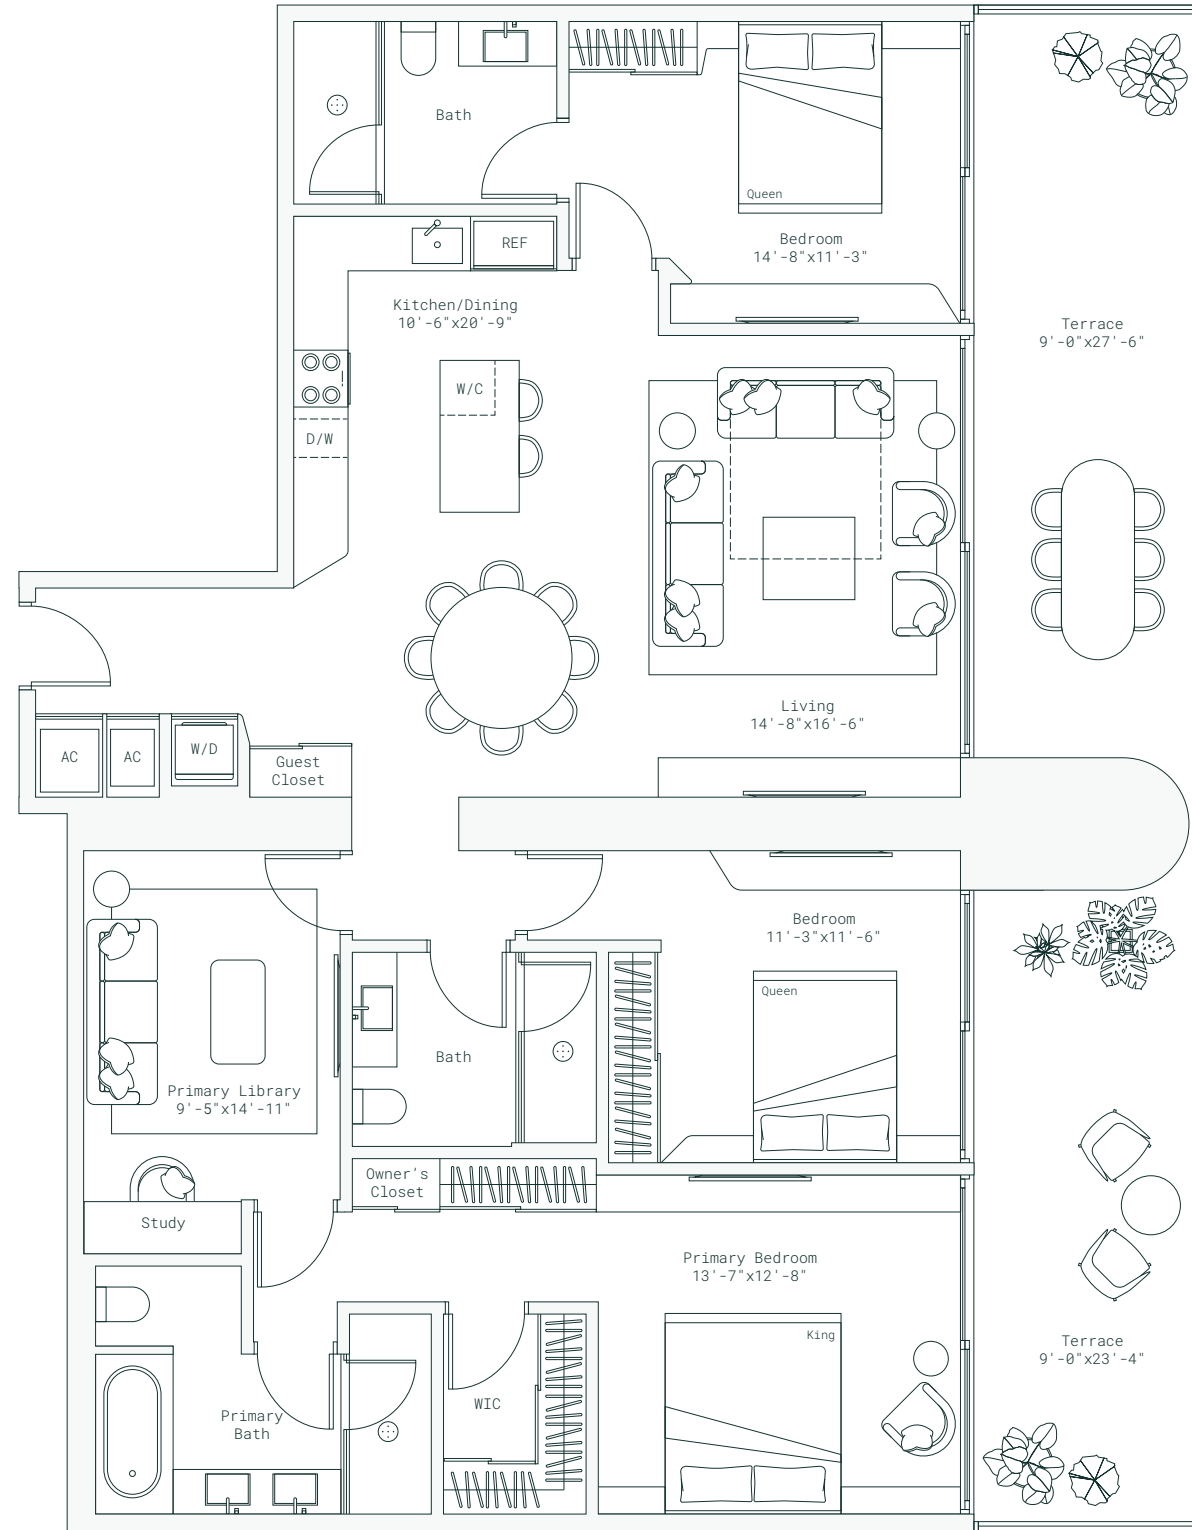 Bath
Queen
REF
Bedroom
14'-8"x11'-3"
Kitchen/Dining
10'-6"x20'-9"
Terrace
9'-0"x27'-6"
W/C
D/W
Living
14'-8"x16'-6"
AC
AC
W/D
Guest
Closet
Bedroom
11'-3"x11'-6"
Queen
Bath
Primary Library
9'-5"x14'-11"
Owner's
Closet
Study
Primary Bedroom
13'-7"x12'-8"
King
Terrace
9'-0"x23'-4"
WIC
Primary
Bath